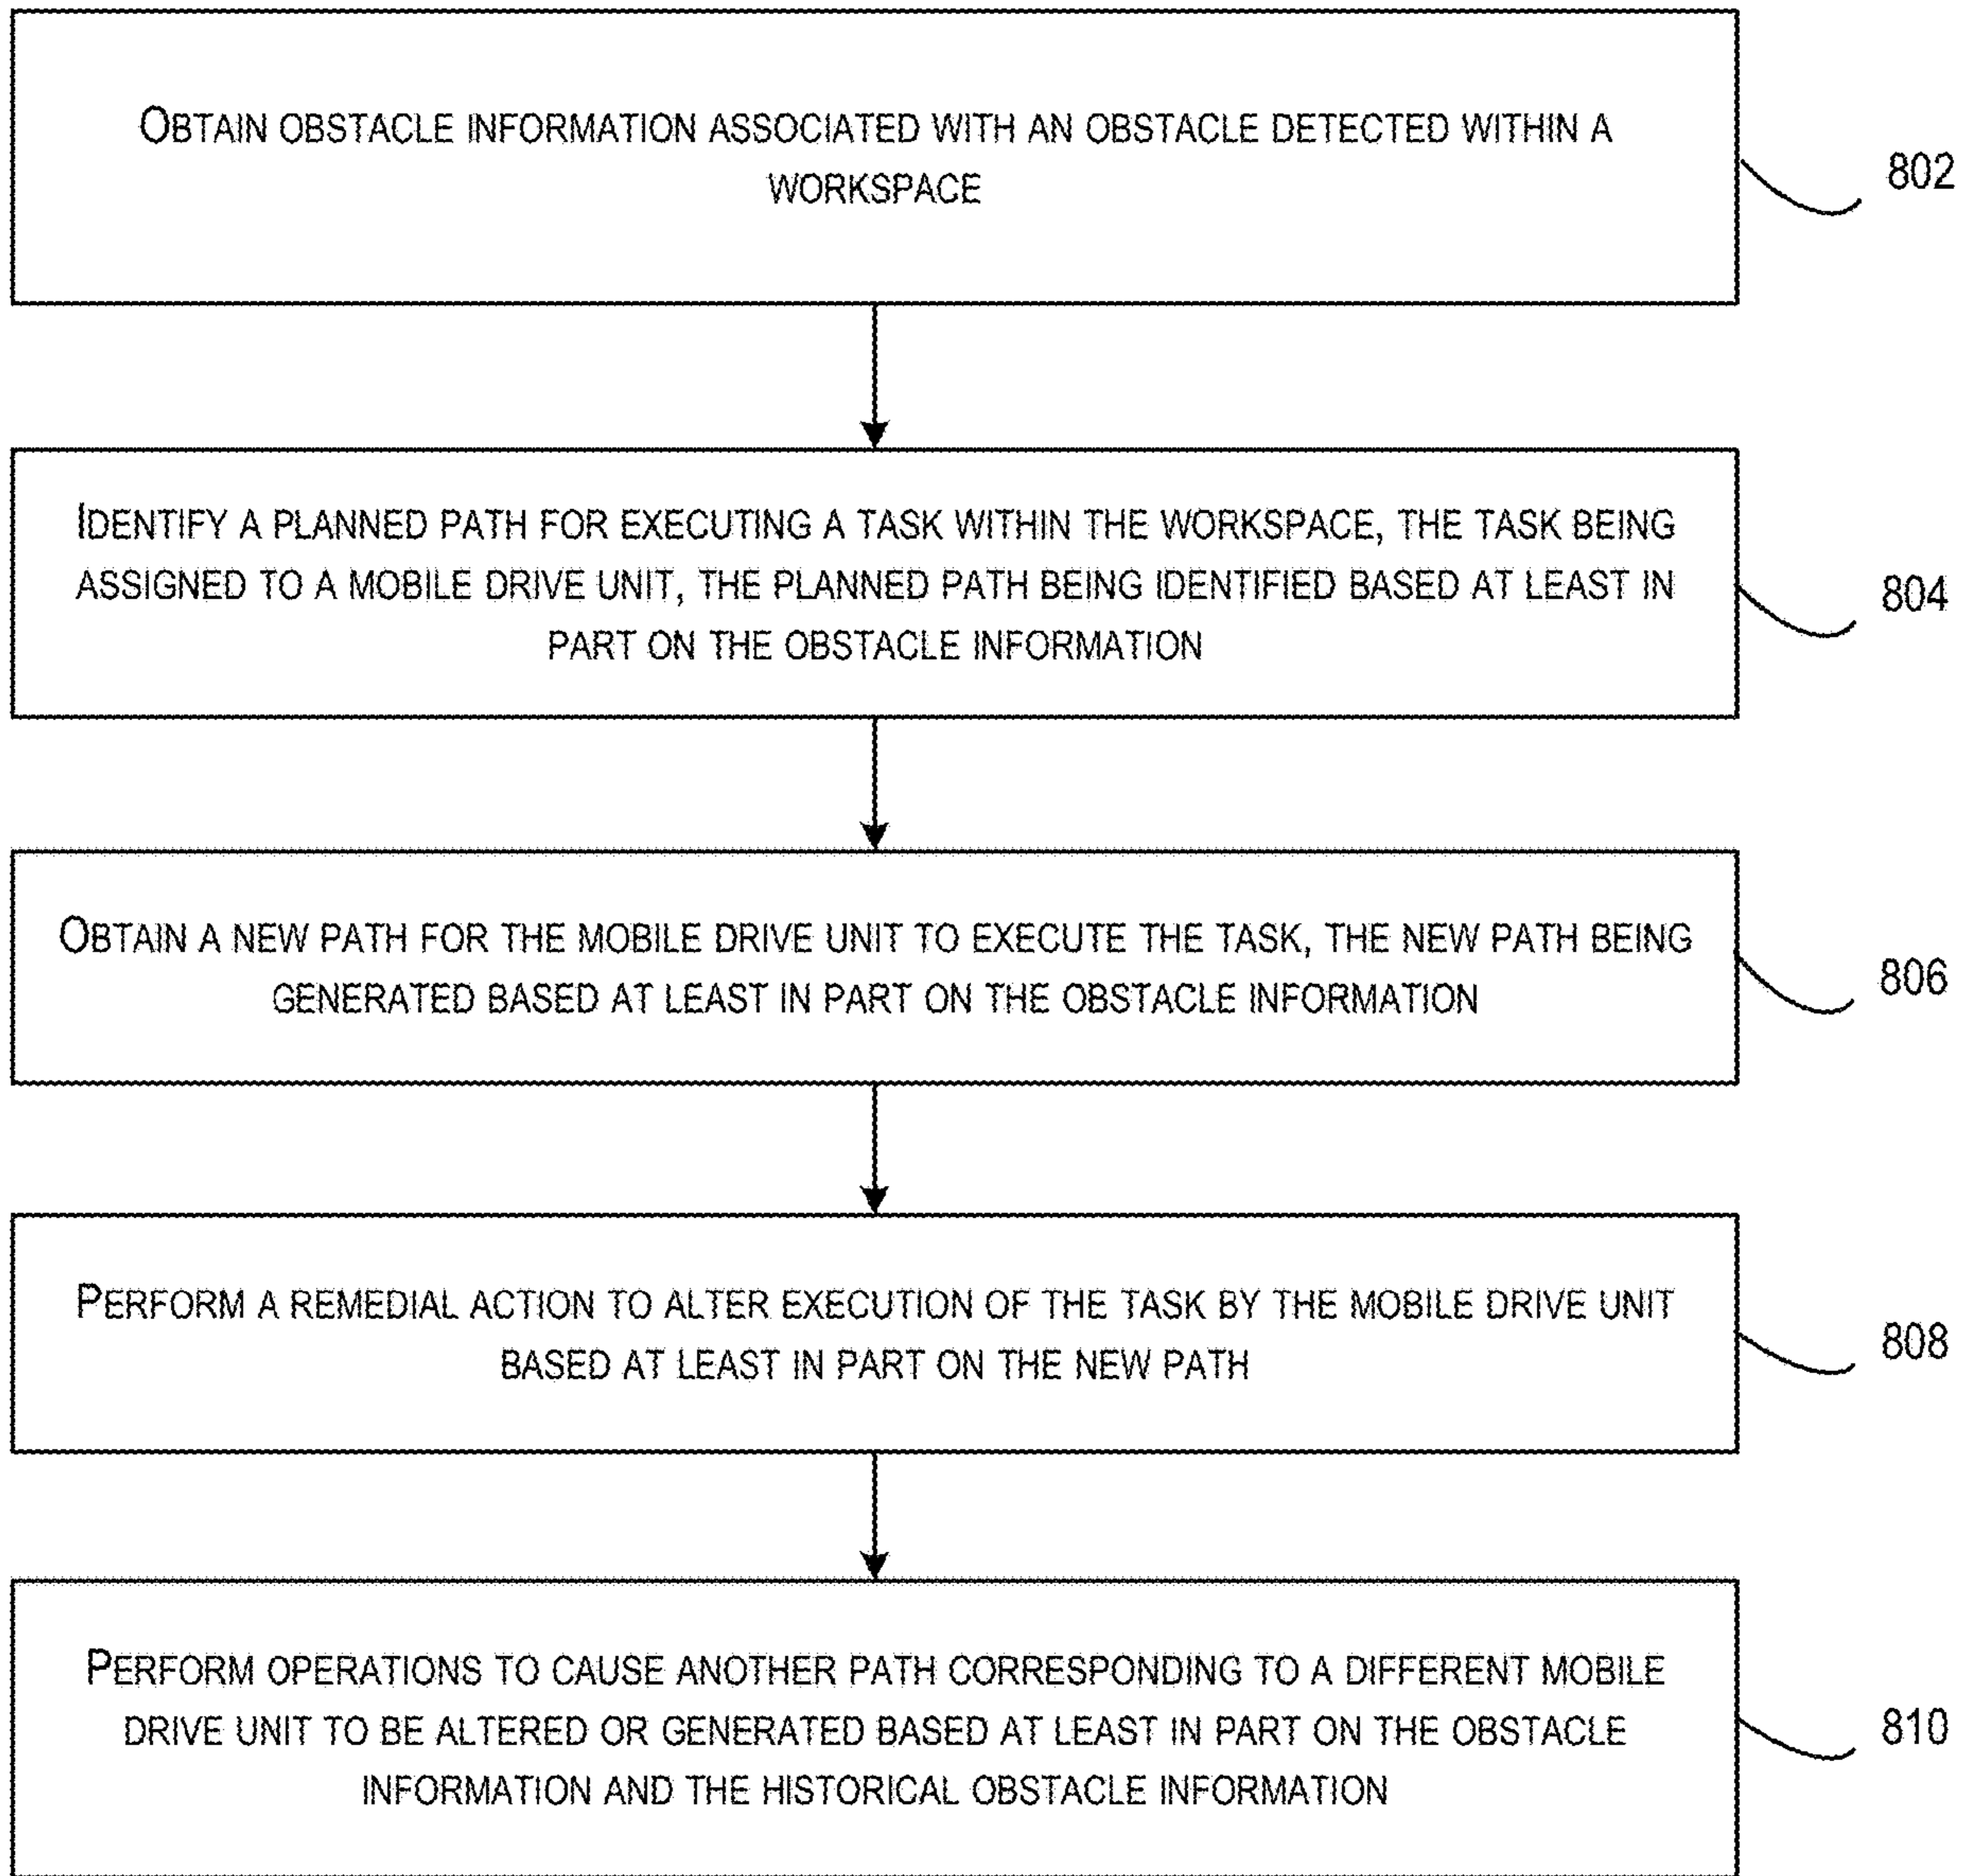 OBTAIN OBSTACLE INFORMATION ASSOCIATED WITH AN OBSTACLE DETECTED WITHIN A
WORKSPACE
802
IDENTIFY A PLANNED PATH FOR EXECUTING A TASK WITHIN THE WORKSPACE, THE TASK BEING
ASSIGNED TO A MOBILE DRIVE UNIT, THE PLANNED PATH BEING IDENTIFIED BASED AT LEAST IN
PART ON THE OBSTACLE INFORMATION
804
OBTAIN A NEW PATH FOR THE MOBILE DRIVE UNIT TO EXECUTE THE TASK, THE NEW PATH BEING
GENERATED BASED AT LEAST IN PART ON THE OBSTACLE INFORMATION
806
PERFORM A REMEDIAL ACTION TO ALTER EXECUTION OF THE TASK BY THE MOBILE DRIVE UNIT
BASED AT LEAST IN PART ON THE NEW PATH
808
PERFORM OPERATIONS TO CAUSE ANOTHER PATH CORRESPONDING TO A DIFFERENT MOBILE
DRIVE UNIT TO BE ALTERED OR GENERATED BASED AT LEAST IN PART ON THE OBSTACLE
INFORMATION AND THE HISTORICAL OBSTACLE INFORMATION
810